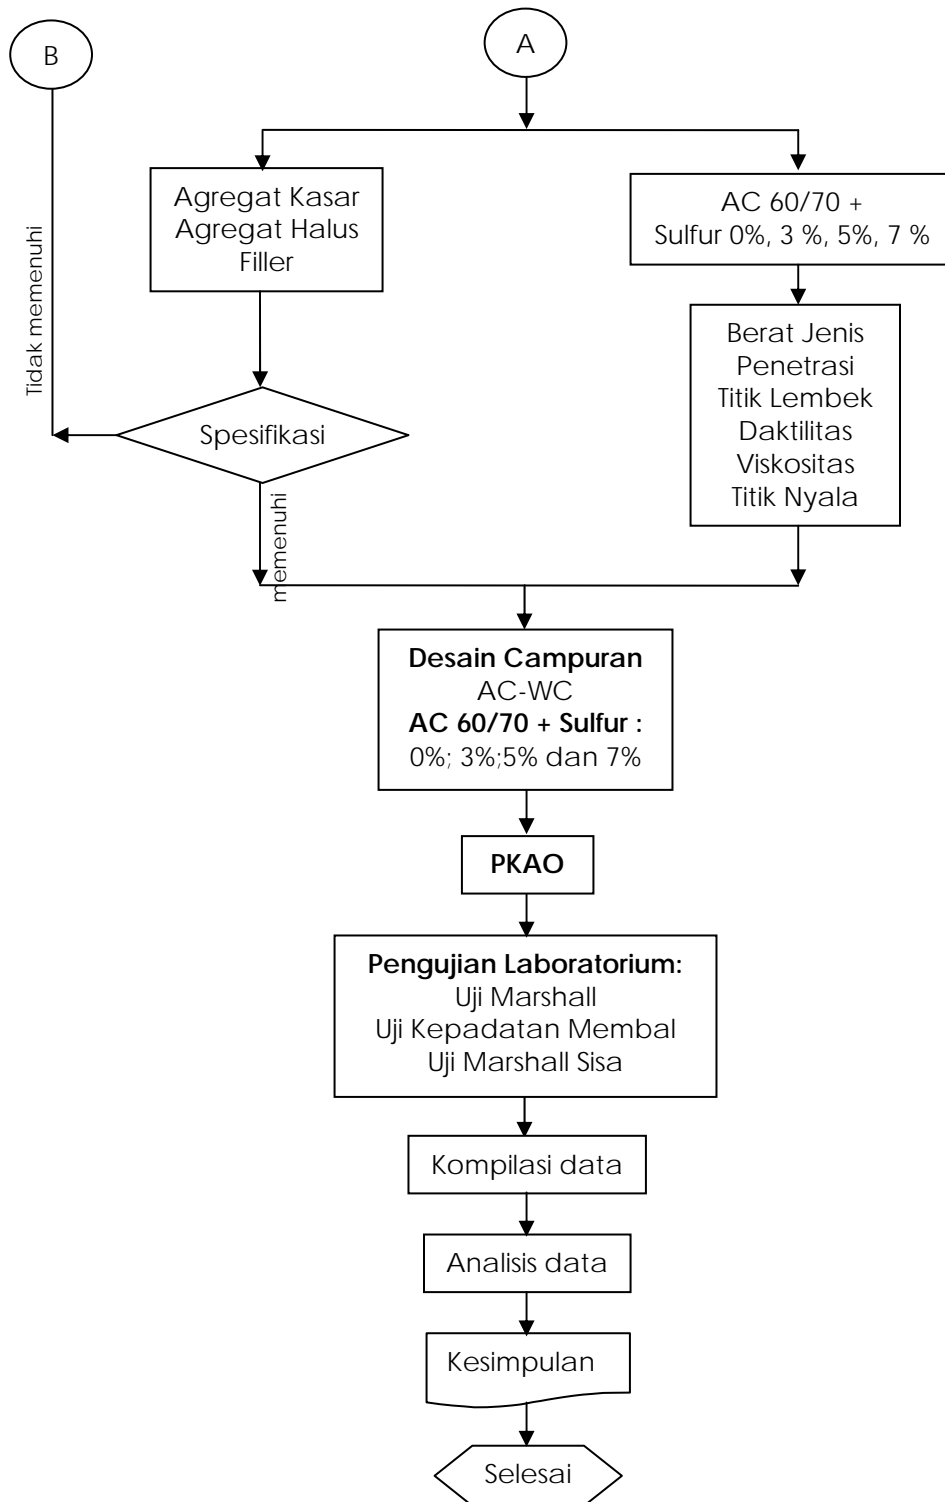 B
A
Agregat Kasar
Agregat Halus
Filler
AC 60/70 +
Sulfur 0%, 3 %, 5%, 7 %
Tidak memenuhi
Berat Jenis
Penetrasi
Titik Lembek
Daktilitas
Viskositas
Titik Nyala
Spesifikasi
memenuhi
Desain Campuran
AC-WC
AC 60/70 + Sulfur :
0%; 3%;5% dan 7%
PKAO
Pengujian Laboratorium:
Uji Marshall
Uji Kepadatan Membal
Uji Marshall Sisa
Kompilasi data
Analisis data
Kesimpulan
Selesai